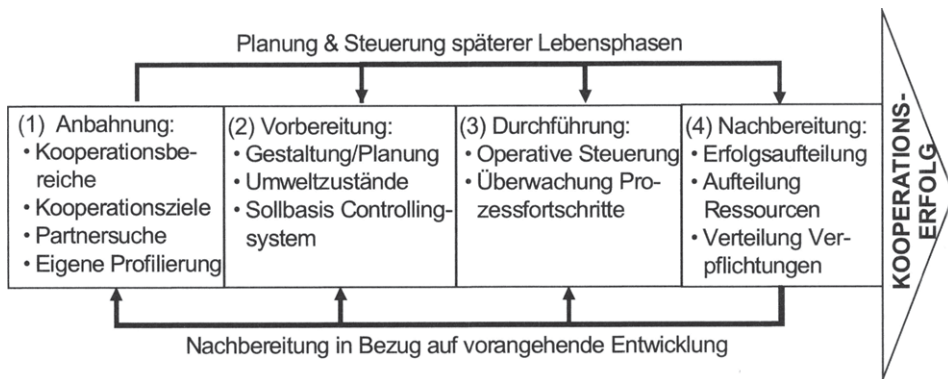 Planung & Steuerung späterer Lebensphasen
(1) Anbahnung:
• Kooperationsbe-
reiche
• Kooperationsziele
• Partnersuche
• Eigene Profilierung
(2) Vorbereitung:
• Gestaltung/Planung
• Umweltzustände
• Sollbasis Controlling-
system
(3) Durchführung:
• Operative Steuerung
• Überwachung Pro-
zessfortschritte
(4) Nachbereitung:
• Erfolgsaufteilung
• Aufteilung
Ressourcen
• Verteilung Ver-
pflichtungen
KOOPERATIONS-
ERFOLG
Nachbereitung in Bezug auf vorangehende Entwicklung